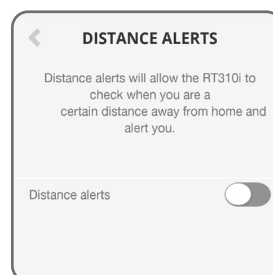 DISTANCE ALERTS
Distance alerts will allow the RT310i to
check when you are a
certain distance away from home and
alert you.
Distance alerts